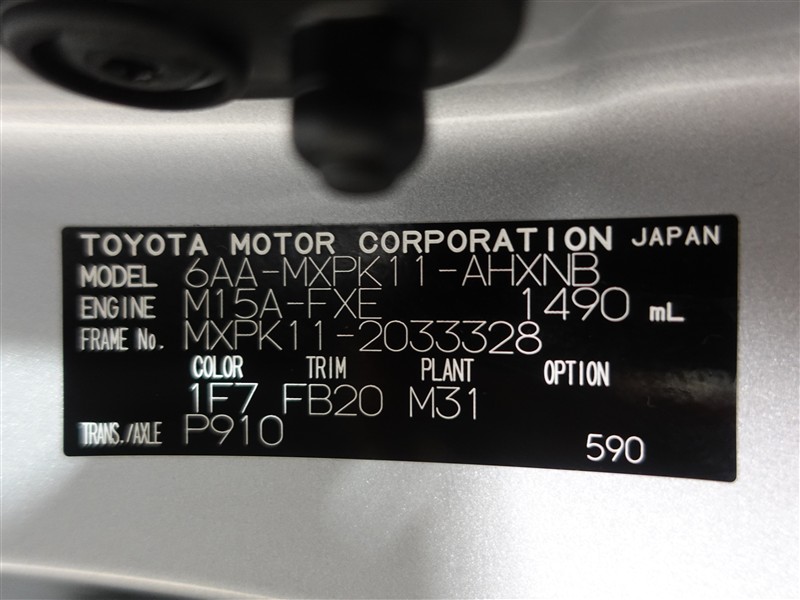 TOYOTA MOTOR CORPORATION JAPAN
MODEL 6AA-MXPK11-AHXNB
ENGINE M15A-FXE 1490 mL
FRAME No. MXPK11-2033328
COLOR TRIM PLANT OPTION
1F7 FB20 M31
TRANS./AXLE P910
590